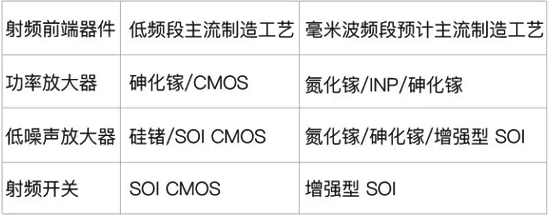 射频前端器件 低频段主流制造工艺 毫米波频段预计主流制造工艺
功率放大器 砷化镓/CMOS 氮化镓/INP/砷化镓
低噪声放大器 硅锗/SOI CMOS 氮化镓/砷化镓/增强型 SOI
射频开关 SOI CMOS 增强型 SOI